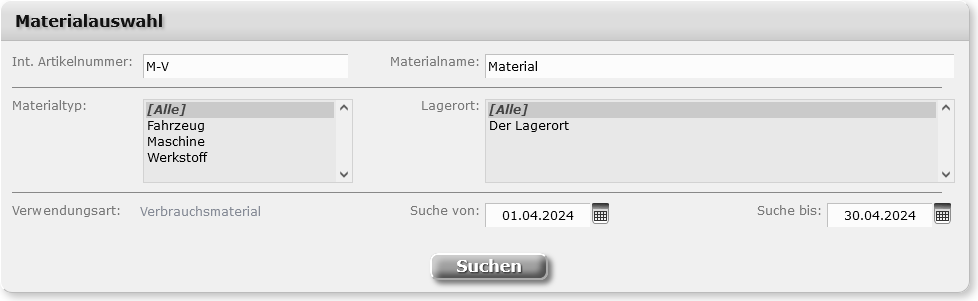 Materialauswahl
Int. Artikelnummer: M-V Materialname: Material
Materialtyp: [Alle] Lagerort: [Alle]
Fahrzeug Der Lagerort
Maschine
Werkstoff
Verwendungsart: Verbrauchsmaterial Suche von: 01.04.2024 Suche bis: 30.04.2024
Suchen